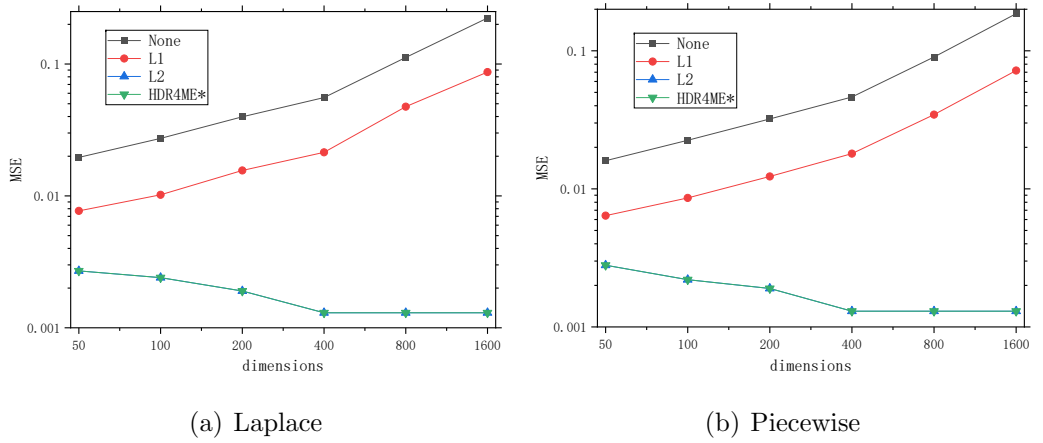 None
L1
L2
HDR4ME*
MSE
0.1
0.01
0.001
50 100 200 400 800 1600
dimensions
(a) Laplace
None
L1
L2
HDR4ME*
MSE
0.1
0.01
0.001
50 100 200 400 800 1600
dimensions
(b) Piecewise